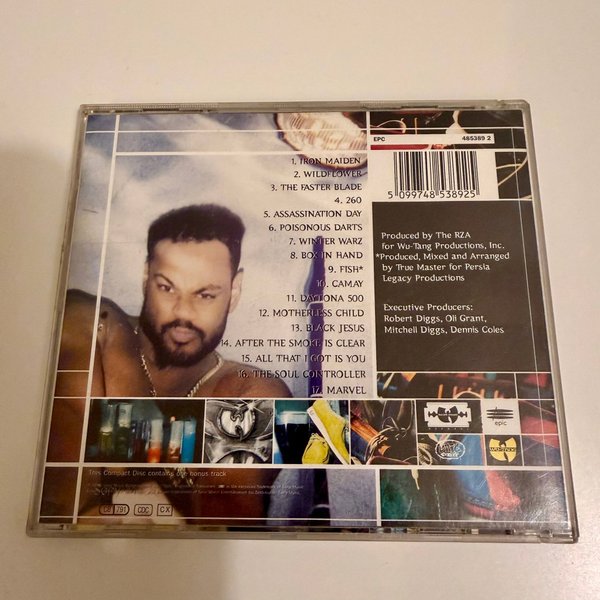 EPC 485389 2
5 099748 538925
1. IRON MAIDEN
2. WILDFLOWER
3. THE FASTER BLADE
4. 260
5. ASSASSINATION DAY
6. POISONOUS DARTS
7. WINTER WARZ
8. BOX IN HAND
9. FISH*
10. CAMAY
11. DAYTONA 500
12. MOTHERLESS CHILD
13. BLACK JESUS
14. AFTER THE SMOKE IS CLEAR
15. ALL THAT I GOT IS YOU
16. THE SOUL CONTROLLER
17. MARVEL
Produced by The RZA
for Wu-Tang Productions, Inc.
*Produced, Mixed and Arranged
by True Master for Persia
Legacy Productions
Executive Producers:
Robert Diggs, Oli Grant,
Mitchell Diggs, Dennis Coles
epic
This Compact Disc contains one bonus track
CDC
CX